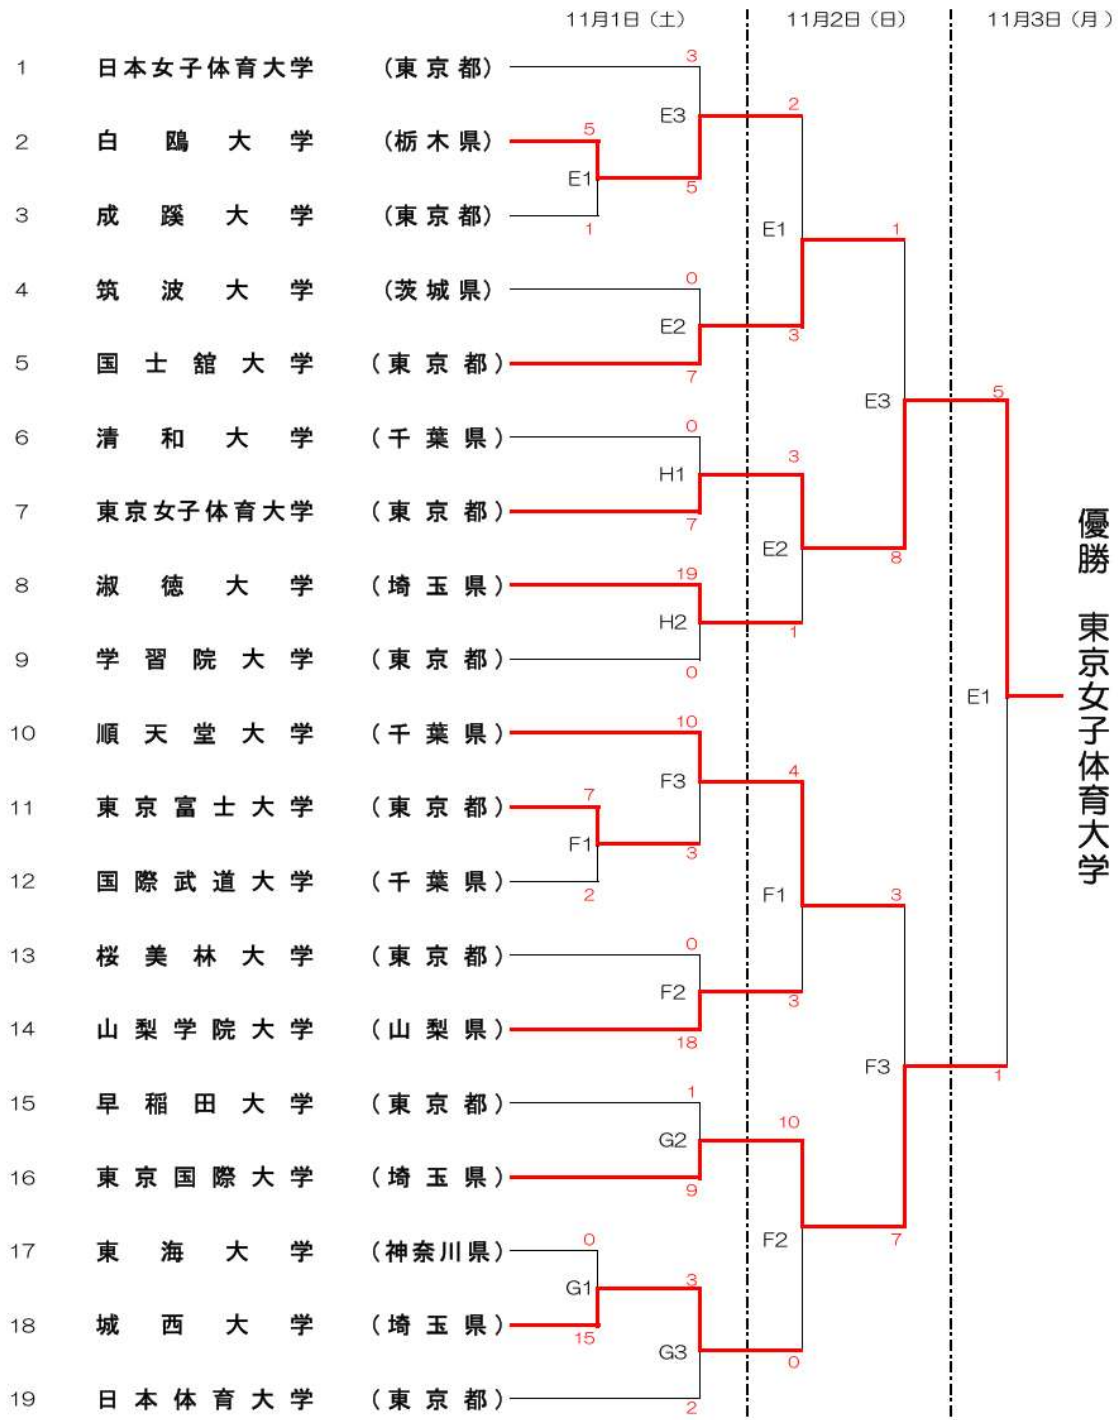 11月1日（土） 11月2日（日） 11月3日（月）
3
1 日本女子体育大学 （東京都）
2
E3
5
2 白鷗大学 （栃木県）
E1
5
3 成蹊大学 （東京都）
1
E1
1
0
4 筑波大学 （茨城県）
E2
3
5 国士舘大学 （東京都）
7
5
E3
0
6 清和大学 （千葉県）
3
H1
7 東京女子体育大学 （東京都）
7
E2
8
19
8 淑徳大学 （埼玉県）
H2
1
9 学習院大学 （東京都）
0
優勝 東京女子体育大学
E1
10
10 順天堂大学 （千葉県）
4
F3
7
11 東京富士大学 （東京都）
F1
3
12 国際武道大学 （千葉県）
2
F1
3
0
13 桜美林大学 （東京都）
F2
3
14 山梨学院大学 （山梨県）
18
F3
1
1
15 早稲田大学 （東京都）
10
G2
16 東京国際大学 （埼玉県）
9
F2
7
0
17 東海大学 （神奈川県）
3
G1
18 城西大学 （埼玉県）
15
G3
0
19 日本体育大学 （東京都）
2